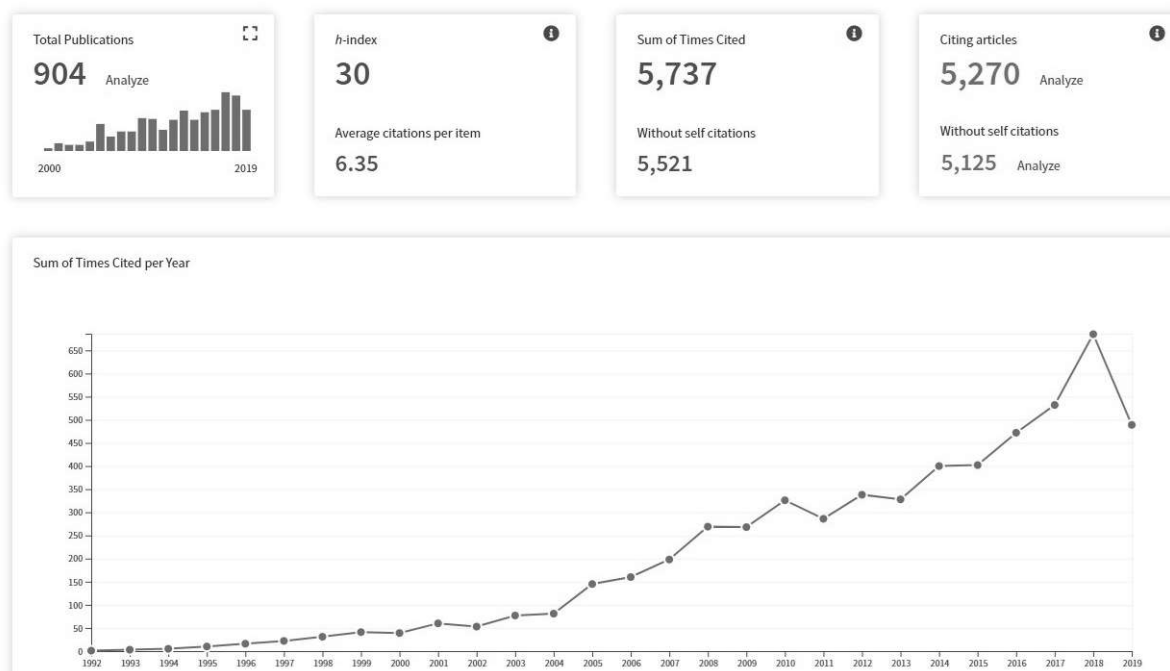 Total Publications
904 Analyze
2000 2019
h-index
30
Average citations per item
6.35
Sum of Times Cited
5,737
Without self citations
5,521
Citing articles
5,270 Analyze
Without self citations
5,125 Analyze
Sum of Times Cited per Year
650
600
550
500
450
400
350
300
250
200
150
100
50
0
1992 1993 1994 1995 1996 1997 1998 1999 2000 2001 2002 2003 2004 2005 2006 2007 2008 2009 2010 2011 2012 2013 2014 2015 2016 2017 2018 2019